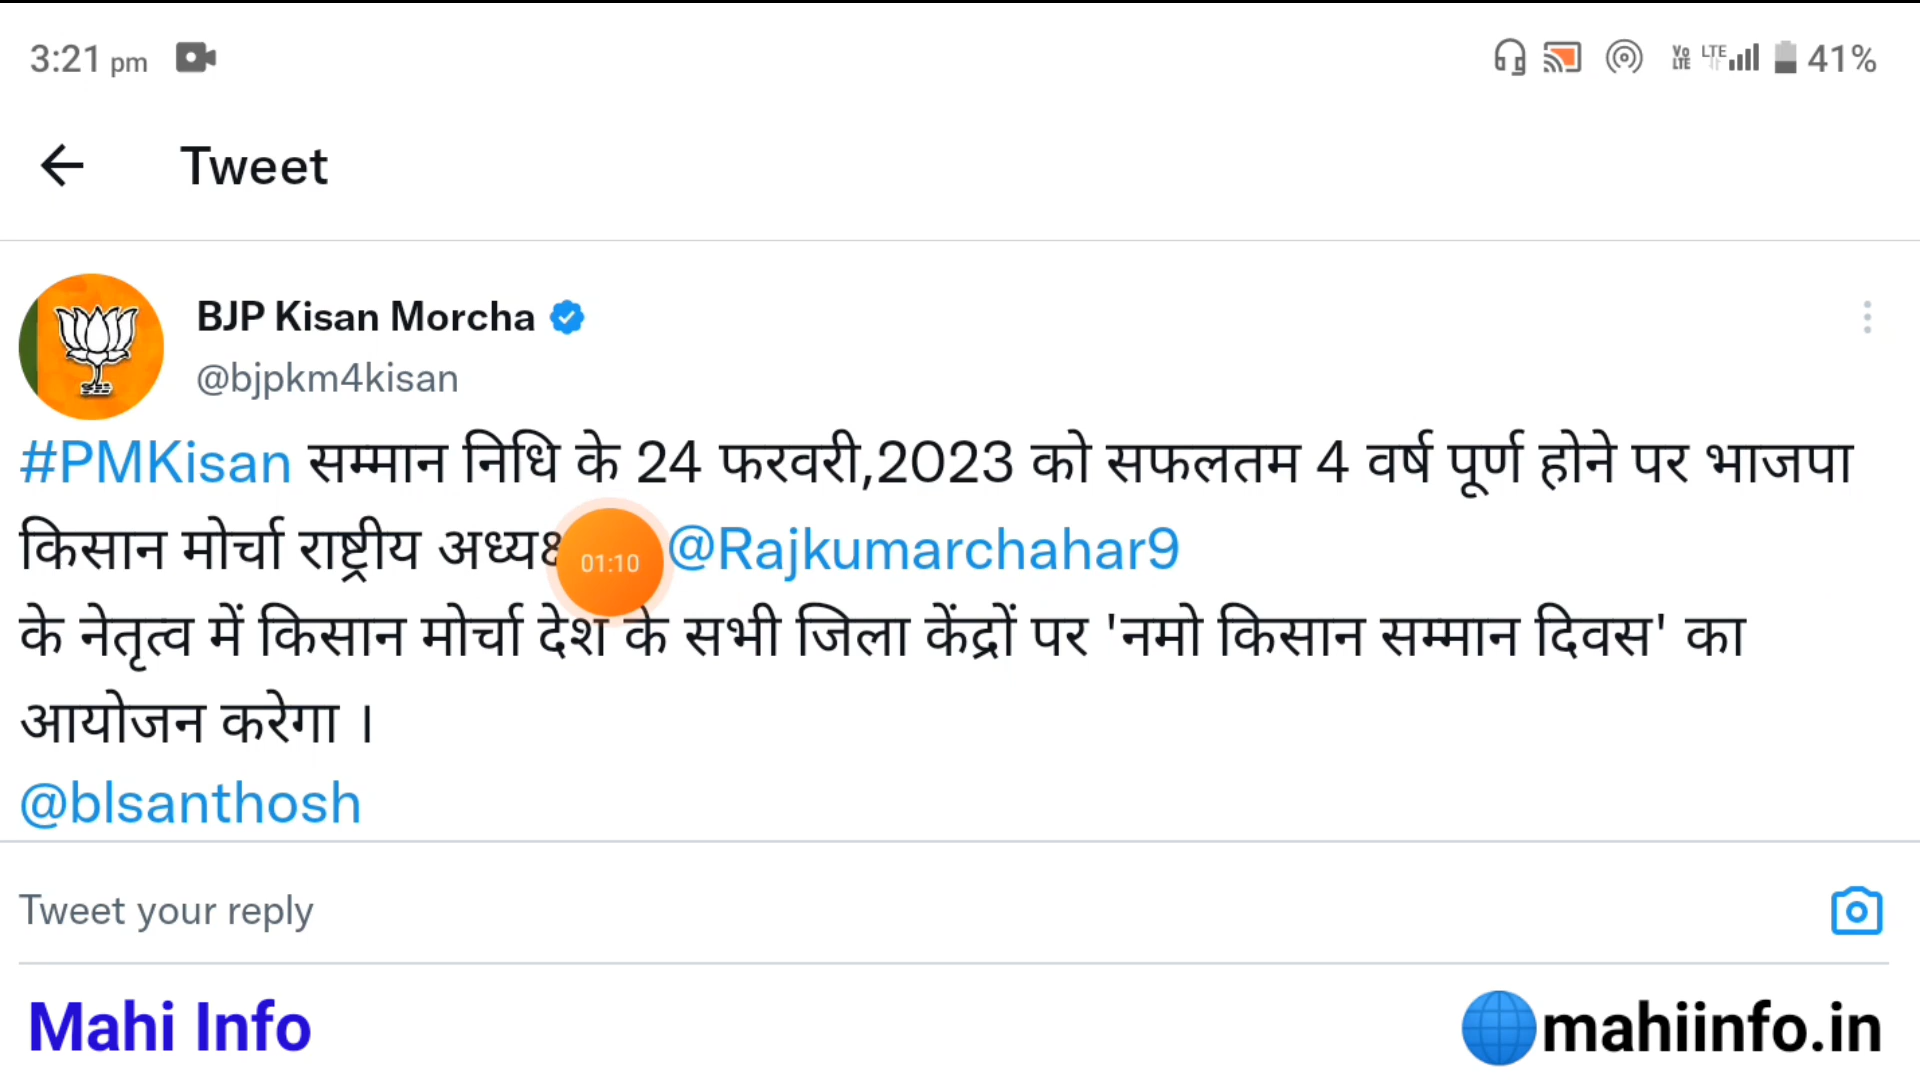 3:21 pm VoLTE LTE 41%
Tweet
BJP Kisan Morcha
@bjpkm4kisan
#PMKisan सम्मान निधि के 24 फरवरी,2023 को सफलतम 4 वर्ष पूर्ण होने पर भाजपा
किसान मोर्चा राष्ट्रीय 01:10 @Rajkumarchahar9
के नेतृत्व में किसान मोर्चा देश के सभी जिला केंद्रों पर 'नमो किसान सम्मान दिवस' का
आयोजन करेगा ।
@blsanthosh
Tweet your reply
Mahi Info mahiinfo.in